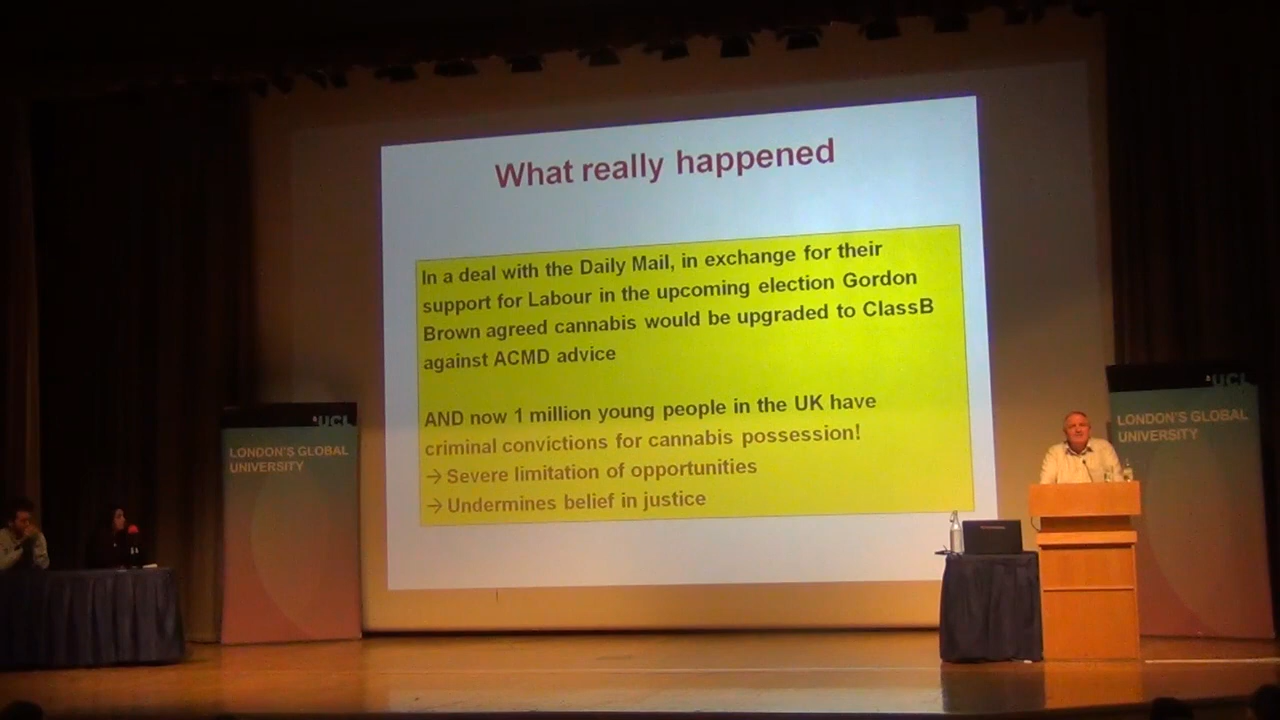 What really happened
In a deal with the Daily Mail, in exchange for their
support for Labour in the upcoming election Gordon
Brown agreed cannabis would be upgraded to ClassB
against ACMD advice
AND now 1 million young people in the UK have
criminal convictions for cannabis possession!
→ Severe limitation of opportunities
→ Undermines belief in justice
UCL
LONDON'S GLOBAL
UNIVERSITY
UCL
LONDON'S GLOBAL
UNIVERSITY